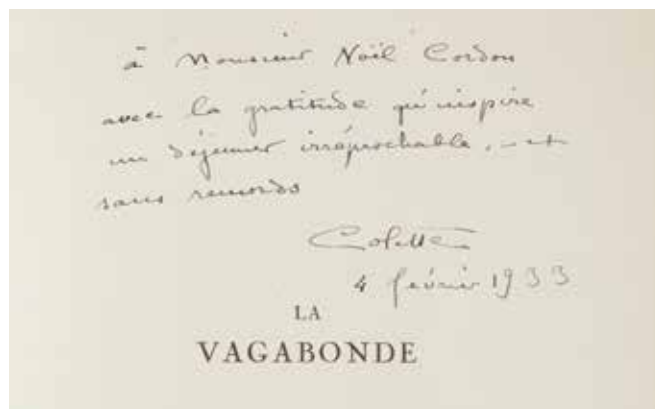 à Monsieur Noël Cordon
avec la gratitude qu'inspire
un déjeuner irréprochable, — et
sans remords
Colette
4 février 1933
LA
VAGABONDE